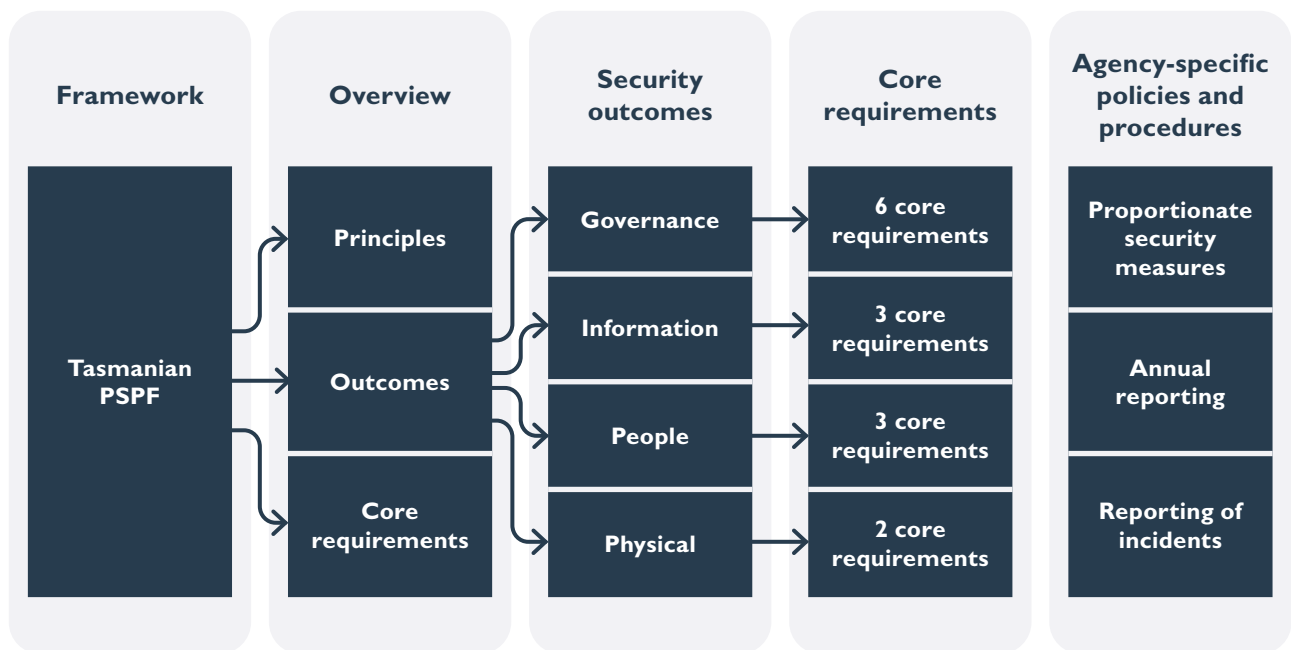 Framework
Tasmanian
PSPF
Overview
Principles
Outcomes
Core
requirements
Security
outcomes
Governance
Information
People
Physical
Core
requirements
6 core
requirements
3 core
requirements
3 core
requirements
2 core
requirements
Agency-specific
policies and
procedures
Proportionate
security
measures
Annual
reporting
Reporting of
incidents